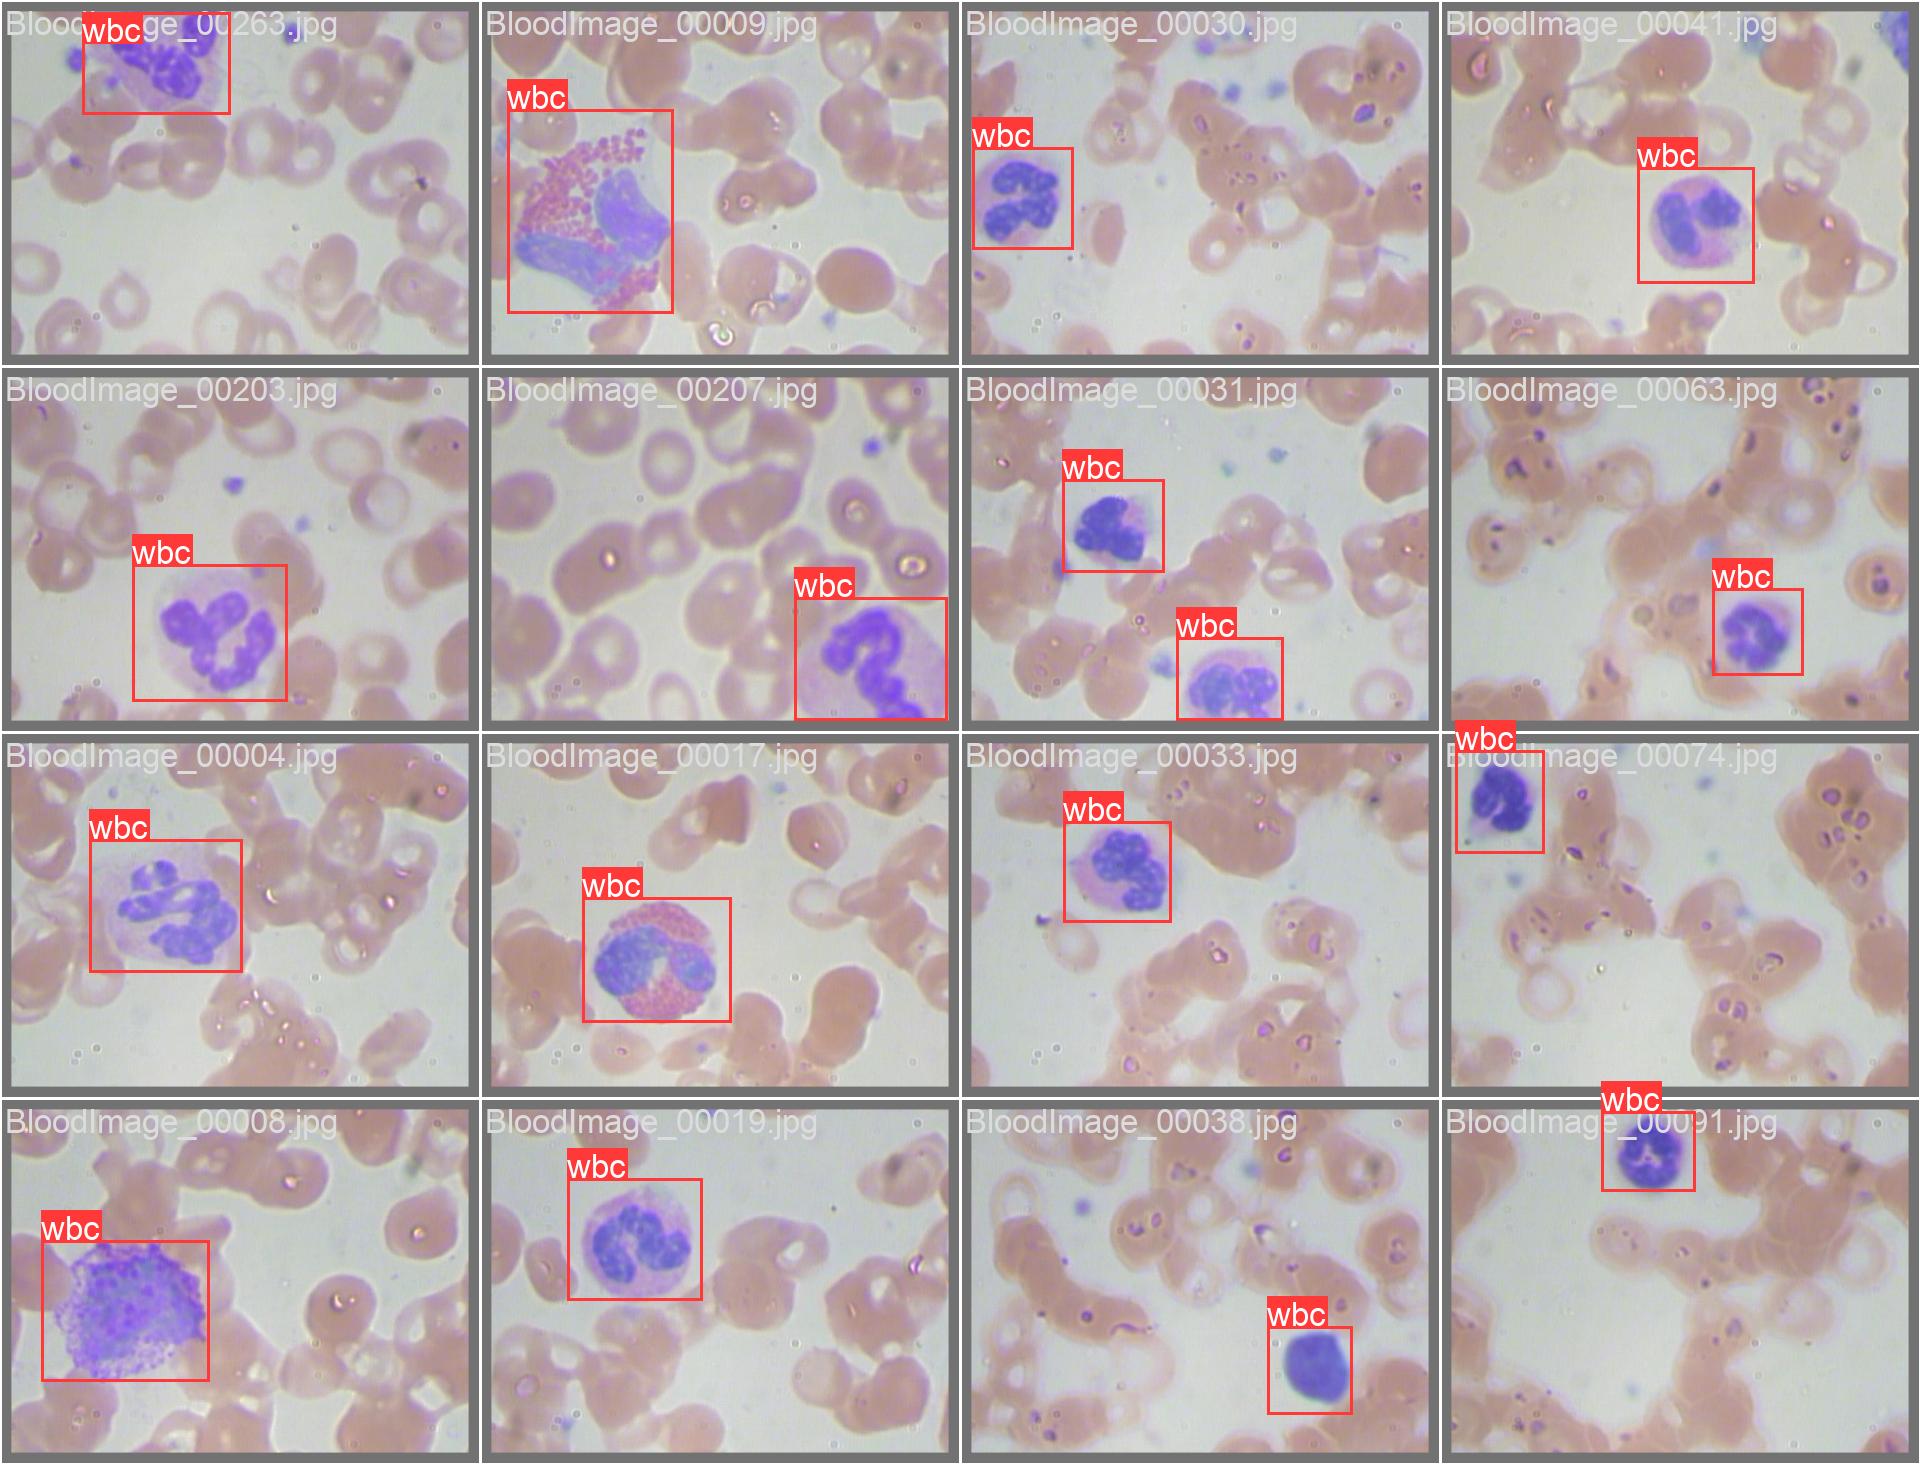 BloodImage_00263.jpg
wbc
BloodImage_00009.jpg
wbc
BloodImage_00030.jpg
wbc
BloodImage_00041.jpg
wbc
BloodImage_00203.jpg
wbc
BloodImage_00207.jpg
wbc
BloodImage_00031.jpg
wbc
wbc
BloodImage_00063.jpg
wbc
BloodImage_00004.jpg
wbc
BloodImage_00017.jpg
wbc
BloodImage_00033.jpg
wbc
BloodImage_00074.jpg
wbc
BloodImage_00008.jpg
wbc
BloodImage_00019.jpg
wbc
BloodImage_00038.jpg
wbc
BloodImage_00091.jpg
wbc